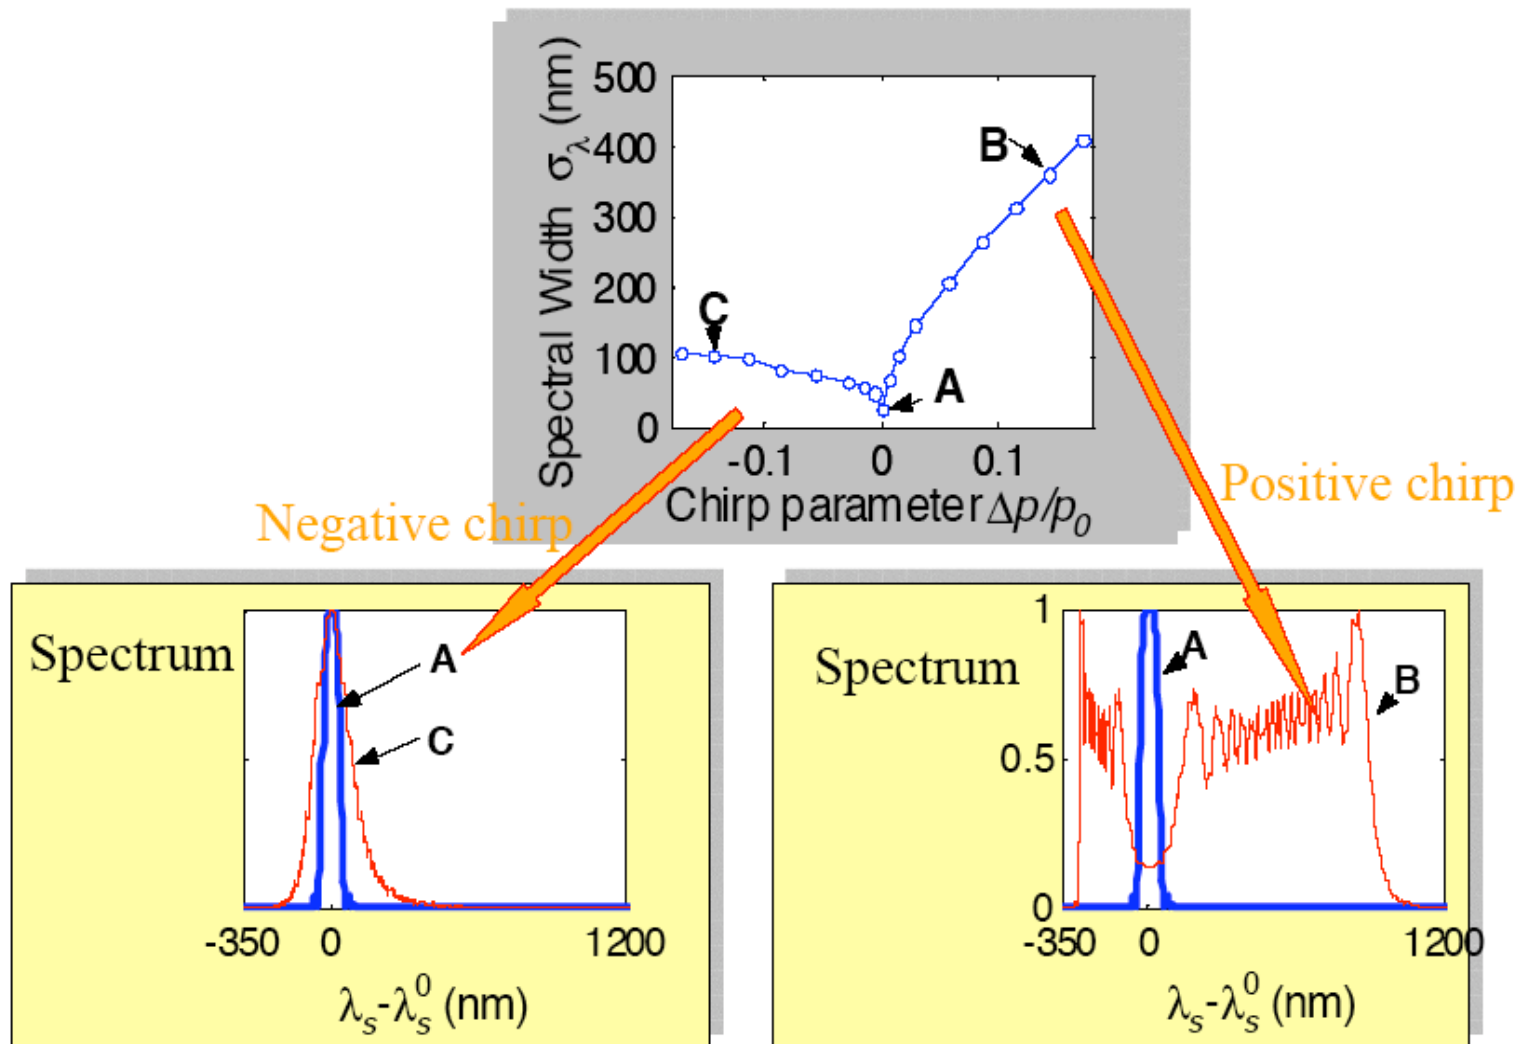 Spectral Width σλ (nm)
500
400
300
200
100
0
B
C
A
-0.1 0 0.1
Chirp parameter Δp/p0
Negative chirp
Positive chirp
Spectrum
A
C
-350 0 1200
λs-λs0 (nm)
Spectrum
1
0.5
0
A
B
-350 0 1200
λs-λs0 (nm)